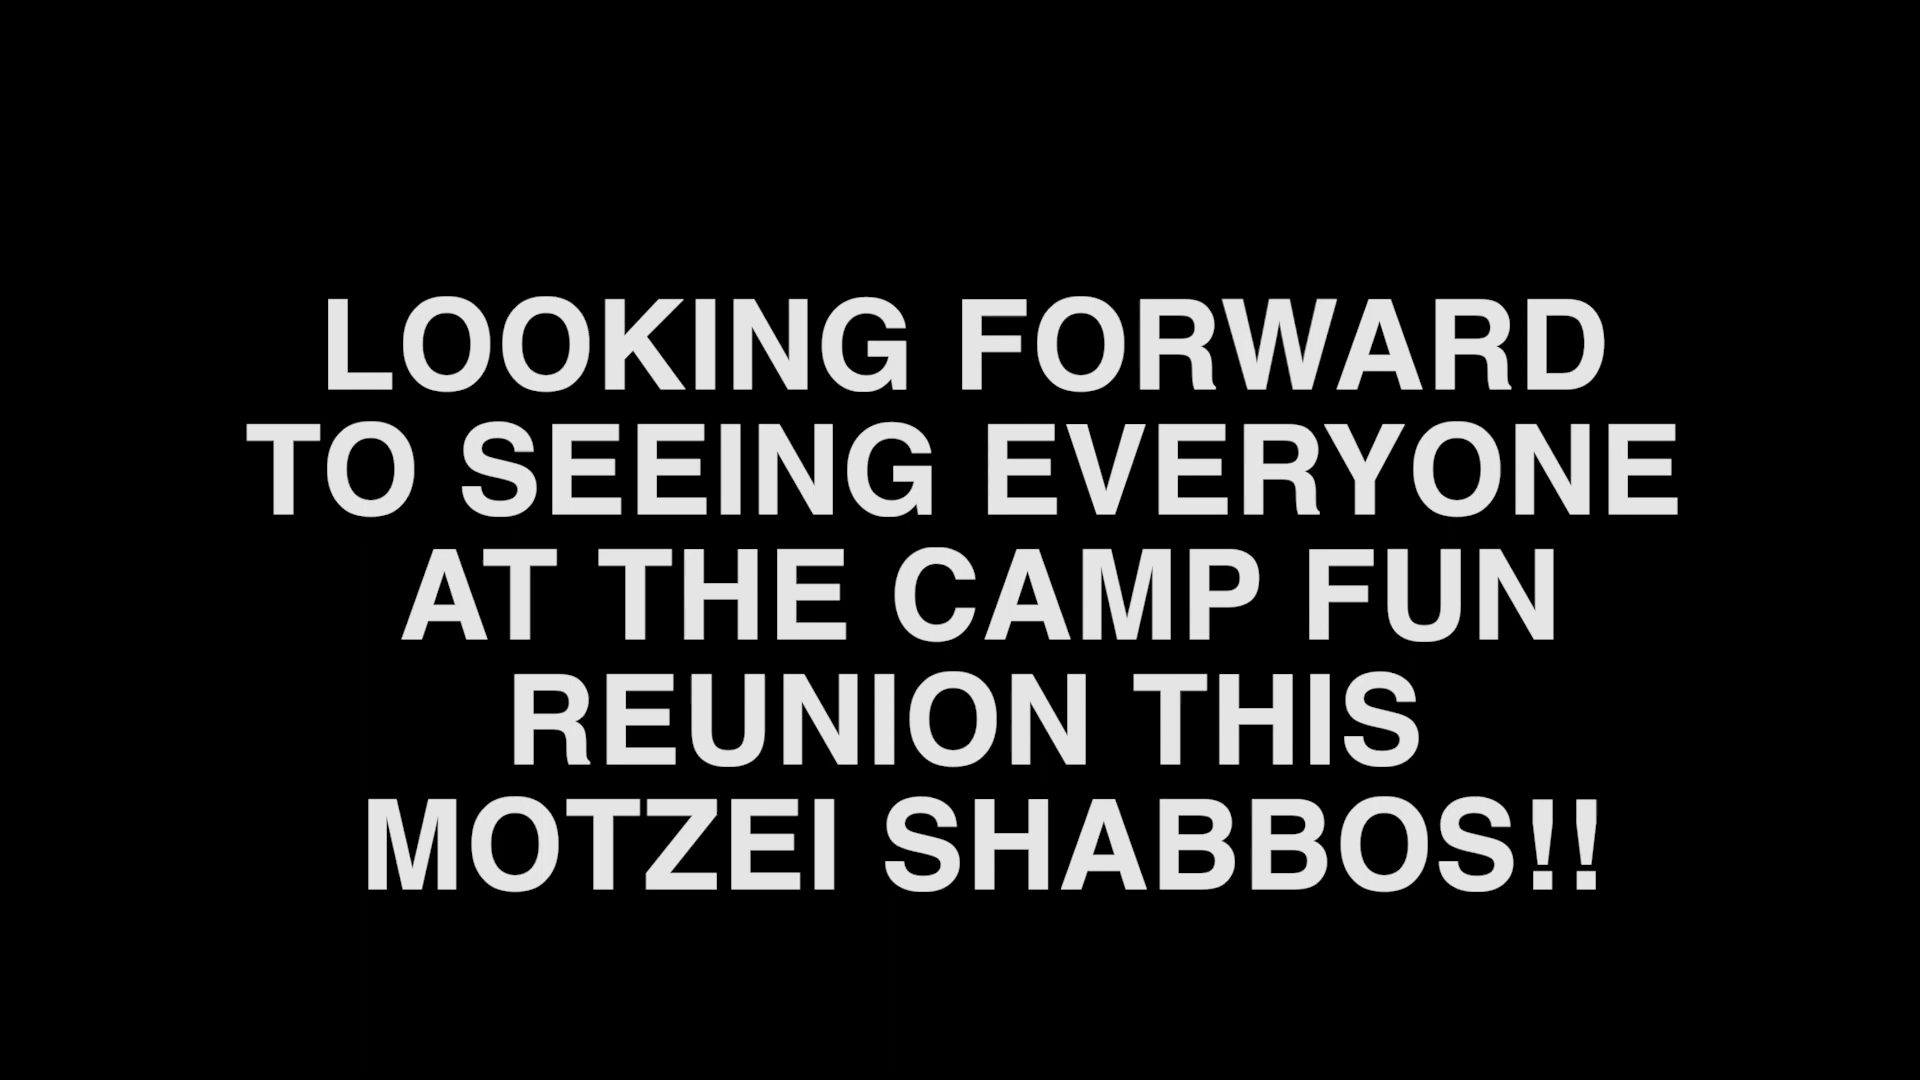 LOOKING FORWARD
TO SEEING EVERYONE
AT THE CAMP FUN
REUNION THIS
MOTZEI SHABBOS!!